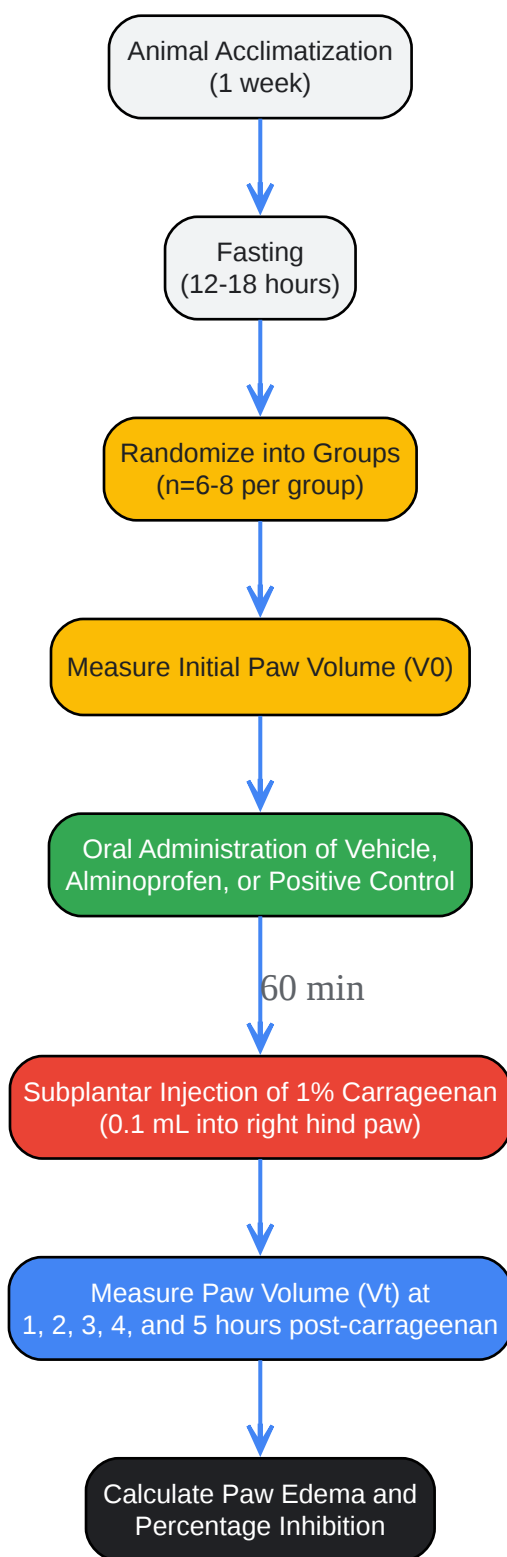 Animal Acclimatization
(1 week)
Fasting
(12-18 hours)
Randomize into Groups
(n=6-8 per group)
Measure Initial Paw Volume (V0)
Oral Administration of Vehicle,
Alminoprofen, or Positive Control
60 min
Subplantar Injection of 1% Carrageenan
(0.1 mL into right hind paw)
Measure Paw Volume (Vt) at
1, 2, 3, 4, and 5 hours post-carrageenan
Calculate Paw Edema and
Percentage Inhibition